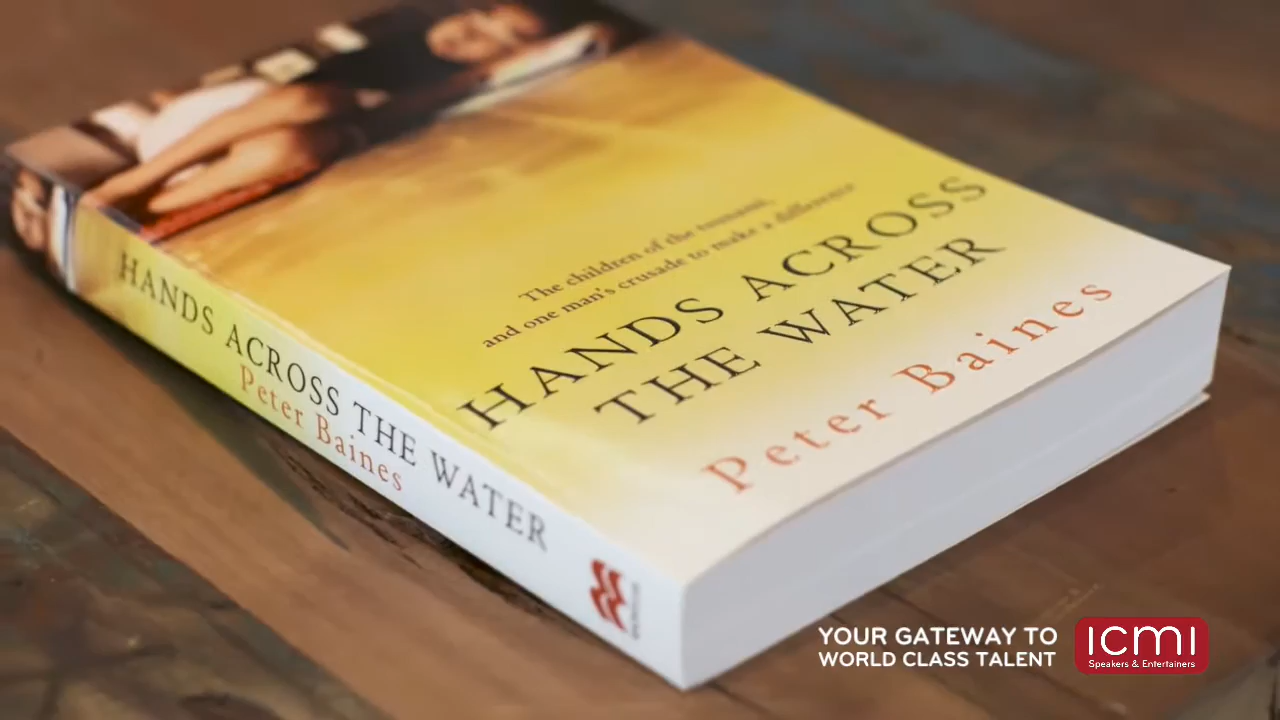 The children of the tsunami,
and one man's crusade to make a difference
HANDS ACROSS
THE WATER
Peter Baines
HANDS ACROSS THE WATER
Peter Baines
YOUR GATEWAY TO
WORLD CLASS TALENT
ICMI
Speakers & Entertainers